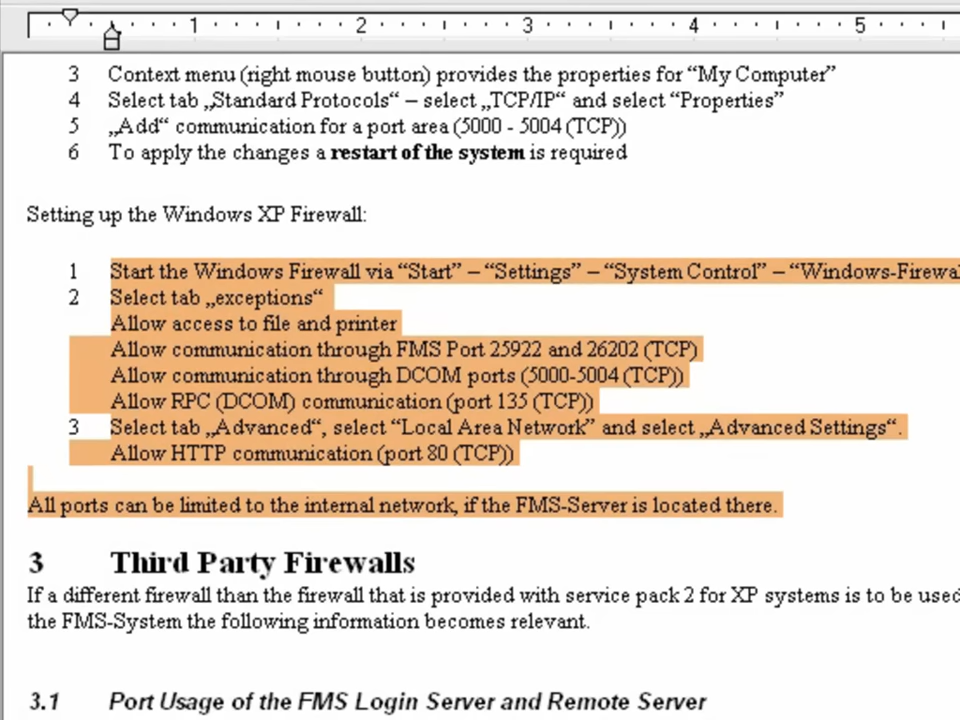 1 2 3 4 5
3 Context menu (right mouse button) provides the properties for “My Computer”
4 Select tab „Standard Protocols“ – select „TCP/IP“ and select “Properties”
5 „Add“ communication for a port area (5000 - 5004 (TCP))
6 To apply the changes a restart of the system is required
Setting up the Windows XP Firewall:
1 Start the Windows Firewall via “Start” – “Settings” – “System Control” – “Windows-Firewal
2 Select tab „exceptions“
Allow access to file and printer
Allow communication through FMS Port 25922 and 26202 (TCP)
Allow communication through DCOM ports (5000-5004 (TCP))
Allow RPC (DCOM) communication (port 135 (TCP))
3 Select tab „Advanced“, select “Local Area Network” and select „Advanced Settings“.
Allow HTTP communication (port 80 (TCP))
All ports can be limited to the internal network, if the FMS-Server is located there.
3 Third Party Firewalls
If a different firewall than the firewall that is provided with service pack 2 for XP systems is to be used
the FMS-System the following information becomes relevant.
3.1 Port Usage of the FMS Login Server and Remote Server